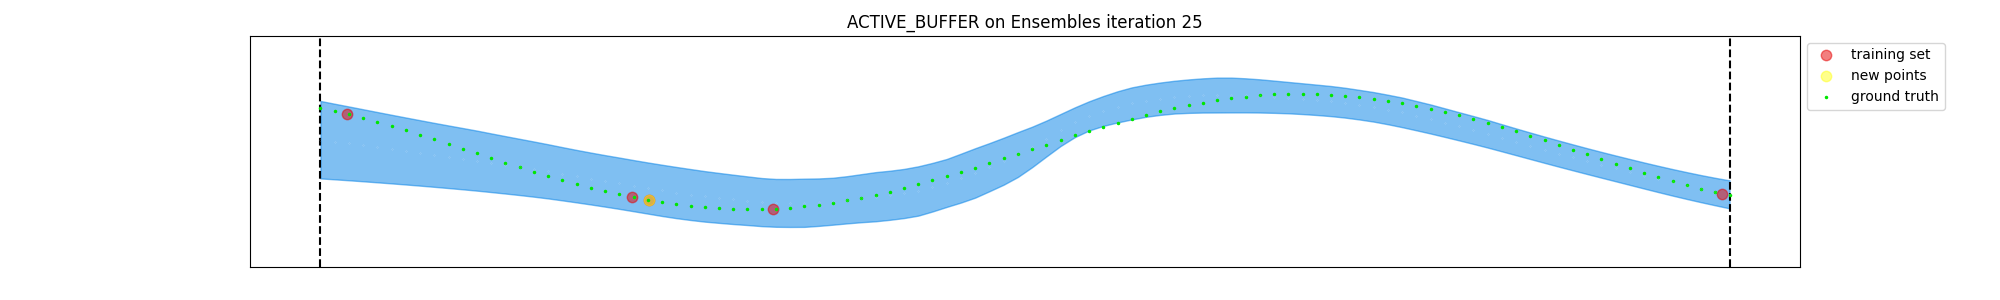 ACTIVE_BUFFER on Ensembles iteration 25
training set
new points
ground truth